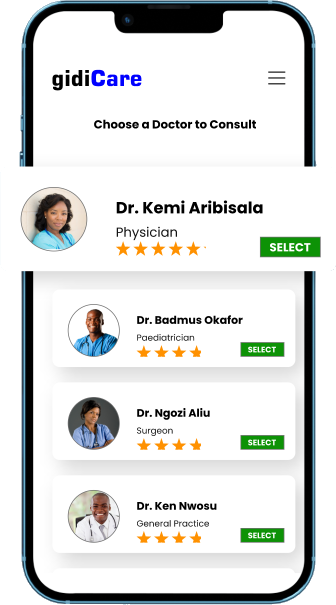 gidiCare
Choose a Doctor to Consult
Dr. Kemi Aribisala
Physician
SELECT
Dr. Badmus Okafor
Paediatrician
SELECT
Dr. Ngozi Aliu
Surgeon
SELECT
Dr. Ken Nwosu
General Practice
SELECT